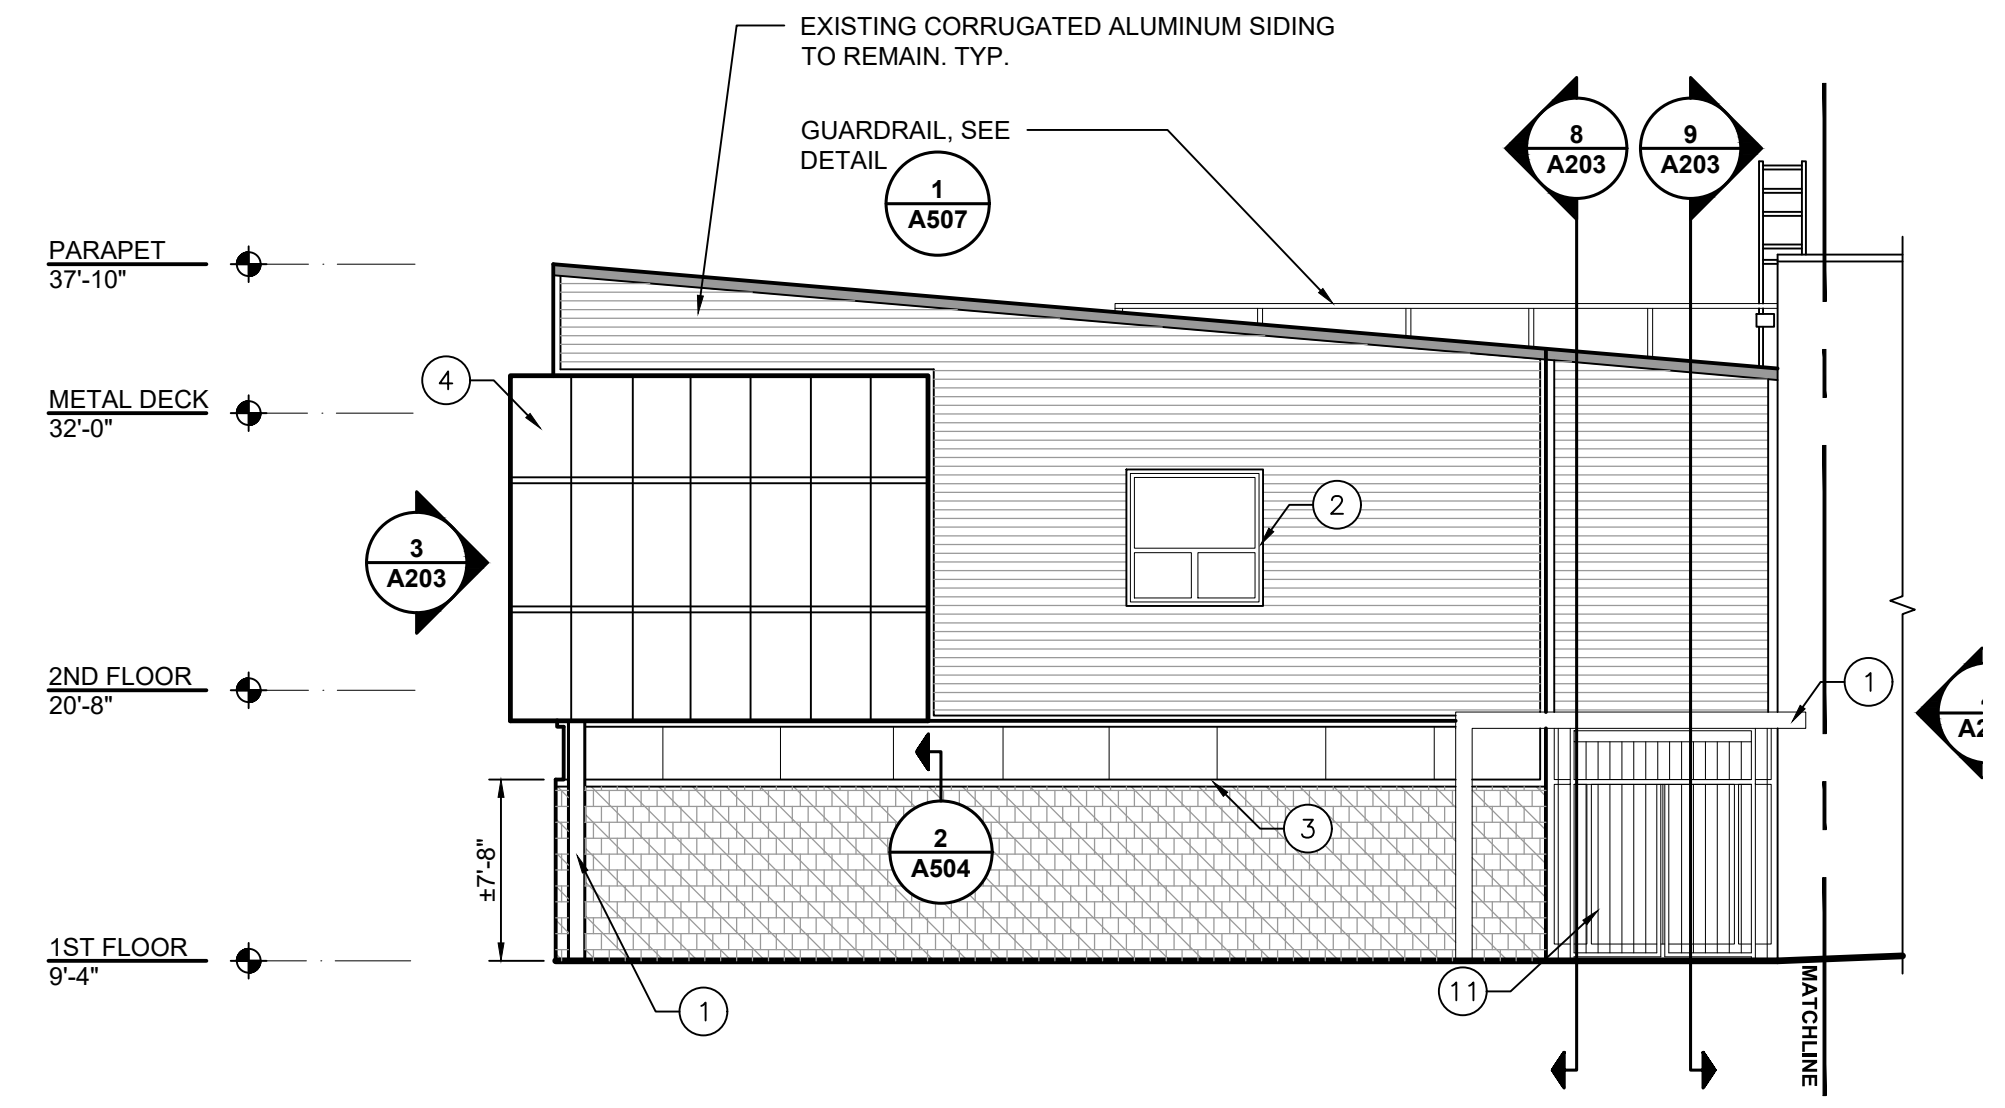 EXISTING CORRUGATED ALUMINUM SIDING
TO REMAIN. TYP.
GUARDRAIL, SEE
DETAIL
1
A507
8
A203
9
A203
PARAPET
37'-10"
METAL DECK
32'-0"
4
2
3
A203
2ND FLOOR
20'-8"
1
±7'-8"
2
A504
3
1ST FLOOR
9'-4"
11
1
MATCHLINE